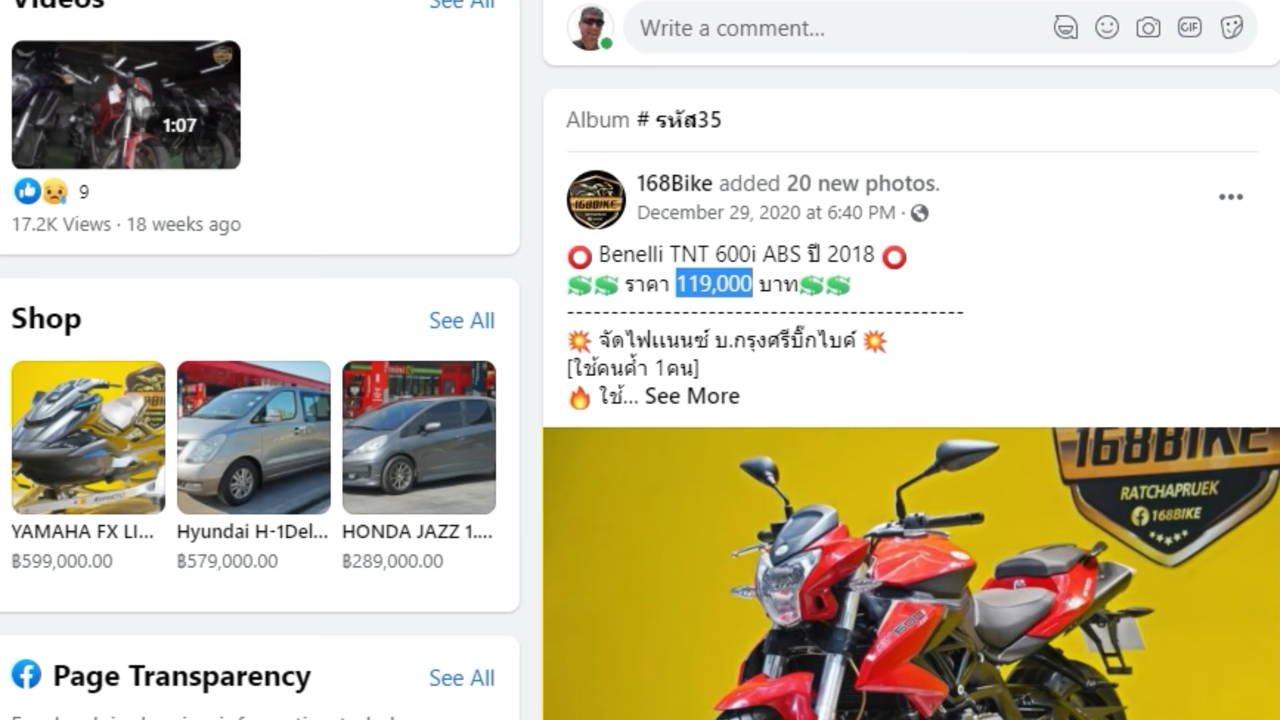 Videos
See All
1:07
9
17.2K Views · 18 weeks ago
Shop
See All
YAMAHA FX LI...
฿599,000.00
Hyundai H-1Del...
฿579,000.00
HONDA JAZZ 1....
฿289,000.00
Page Transparency
See All
Write a comment...
GIF
Album # รหัส35
168Bike added 20 new photos.
December 29, 2020 at 6:40 PM ·
⭕ Benelli TNT 600i ABS ปี 2018 ⭕
💲💲 ราคา 119,000 บาท💲💲
--------------------------------------------
💥 จัดไฟแนนซ์ บ.กรุงศรีบิ๊กไบค์ 💥
[ใช้คนค้ำ 1คน]
🔥 ใช้... See More
168BIKE
RATCHAPRUEK
168BIKE